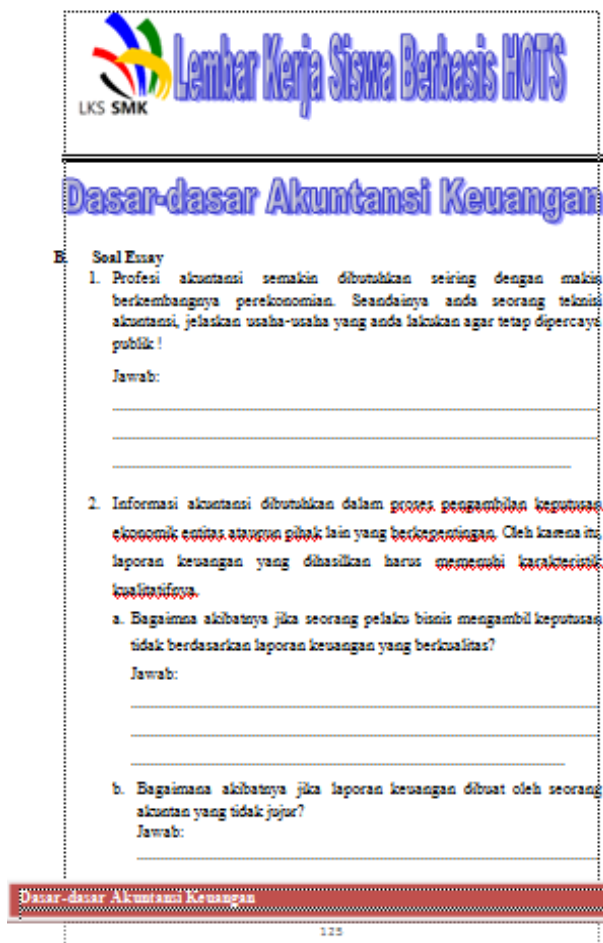 LKS SMK
Lembar Kerja Siswa Berbasis HOTS
Dasar-dasar Akuntansi Keuangan
B. Soal Essay
1. Profesi akuntansi semakin dibutuhkan seiring dengan makin
berkembangnya perekonomian. Seandainya anda seorang teknisi
akuntansi, jelaskan usaha-usaha yang anda lakukan agar tetap dipercaya
publik !
Jawab:
2. Informasi akuntansi dibutuhkan dalam proses pengambilan keputusan
ekonomik entitas ataupun pihak lain yang berkepentingan. Oleh karena itu,
laporan keuangan yang dihasilkan harus memenuhi karakteristik
kualitatifnya.
a. Bagaimna akibatnya jika seorang pelaku bisnis mengambil keputusan
tidak berdasarkan laporan keuangan yang berkualitas?
Jawab:
b. Bagaimana akibatnya jika laporan keuangan dibuat oleh seorang
akuntan yang tidak jujur?
Jawab:
Dasar-dasar Akuntansi Keuangan
125